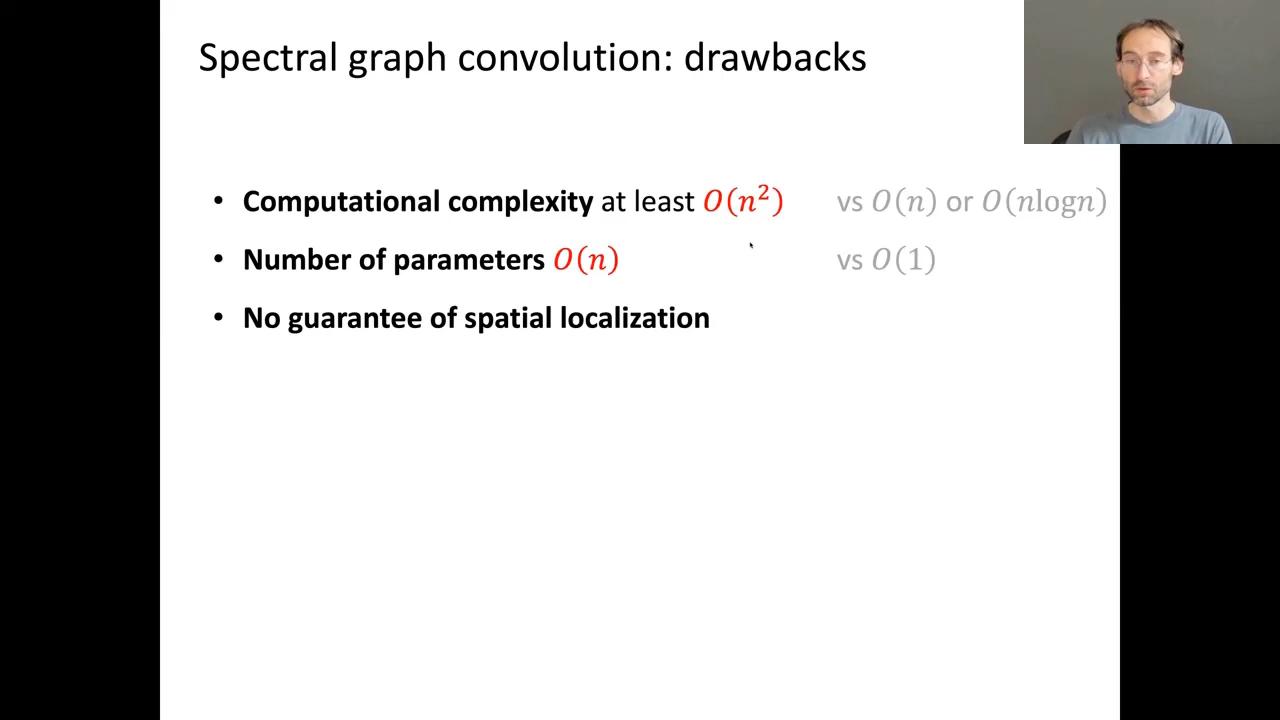 Spectral graph convolution: drawbacks
• Computational complexity at least O(n²) vs O(n) or O(nlogn)
• Number of parameters O(n) vs O(1)
• No guarantee of spatial localization